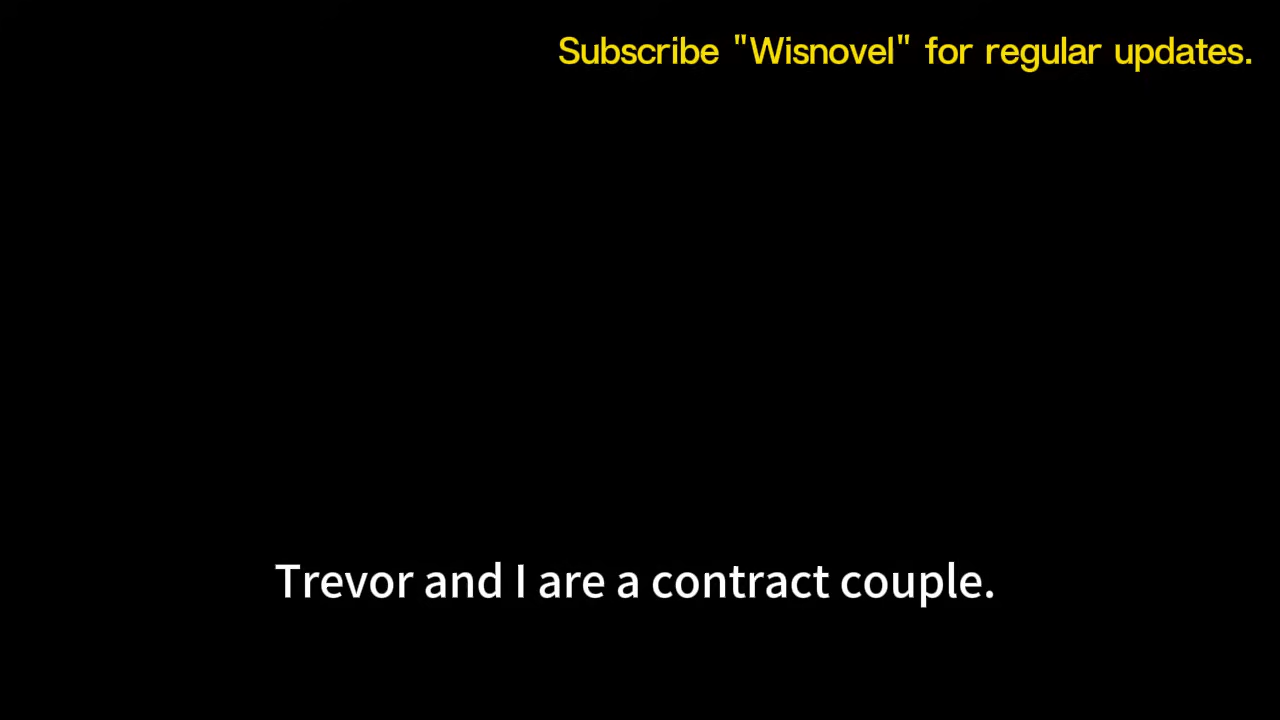 Subscribe "Wisnovel" for regular updates.
Trevor and I are a contract couple.